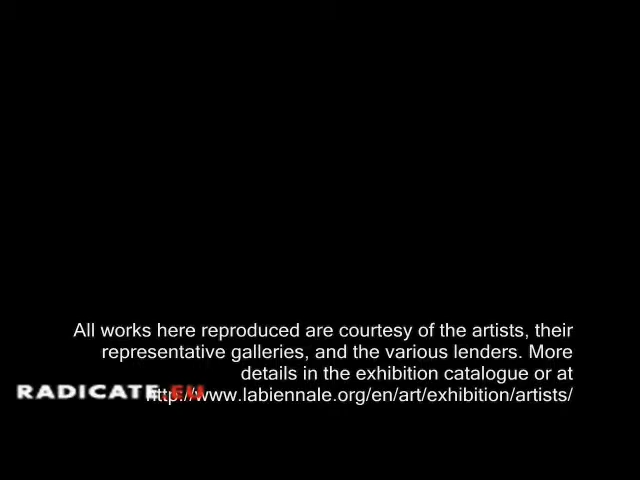 All works here reproduced are courtesy of the artists, their
representative galleries, and the various lenders. More
details in the exhibition catalogue or at
RADICATE.EU
http://www.labiennale.org/en/art/exhibition/artists/